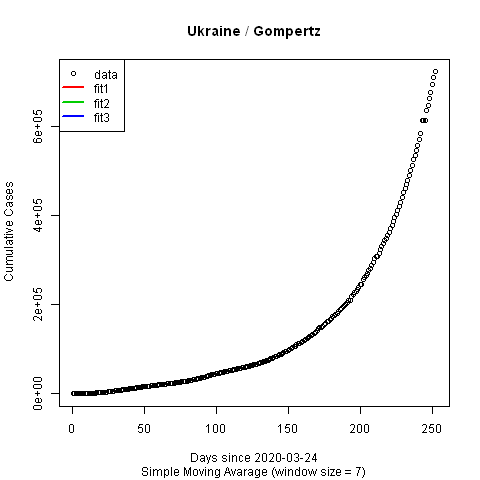 Ukraine / Gompertz
data
fit1
fit2
fit3
Cumulative Cases
6e+05
4e+05
2e+05
0e+00
0 50 100 150 200 250
Days since 2020-03-24
Simple Moving Avarage (window size = 7)